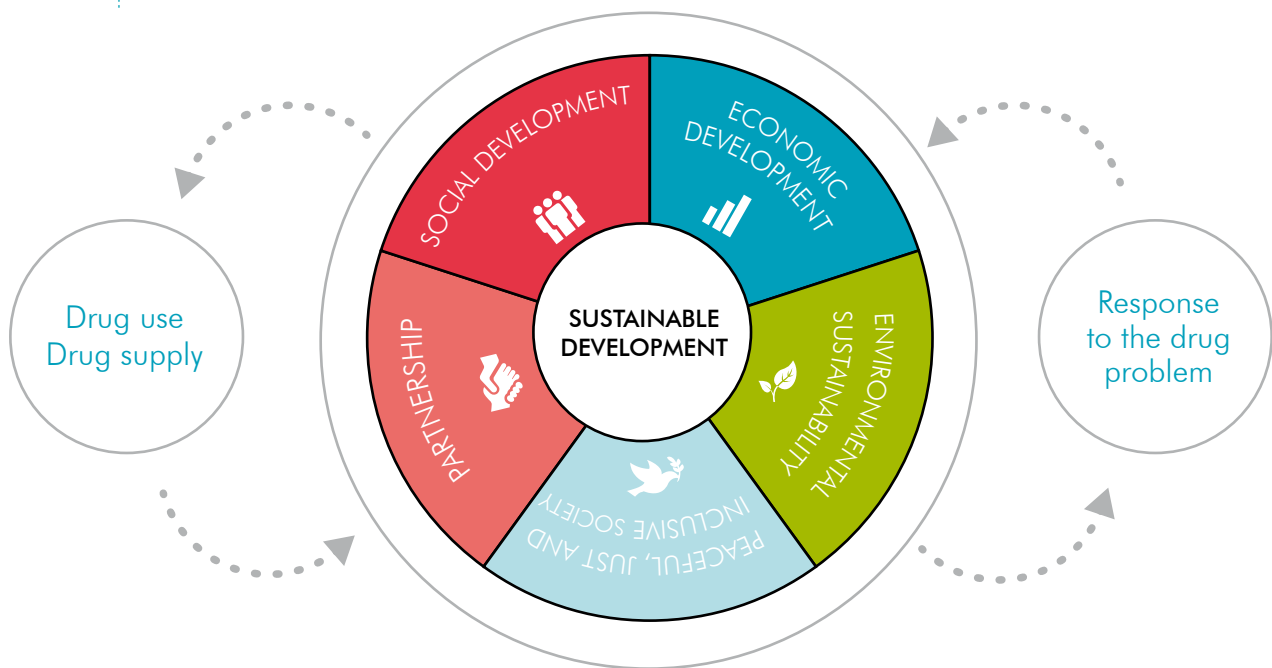 SOCIAL DEVELOPMENT
ECONOMIC
DEVELOPMENT
ENVIRONMENTAL
SUSTAINABILITY
PEACEFUL, JUST AND
INCLUSIVE SOCIETY
PARTNERSHIP
SUSTAINABLE
DEVELOPMENT
Drug use
Drug supply
Response
to the drug
problem